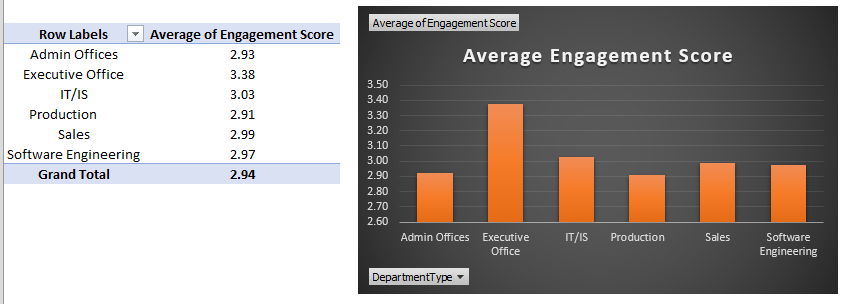 Row Labels Average of Engagement Score
Admin Offices 2.93
Executive Office 3.38
IT/IS 3.03
Production 2.91
Sales 2.99
Software Engineering 2.97
Grand Total 2.94
Average of Engagement Score
Average Engagement Score
3.50
3.40
3.30
3.20
3.10
3.00
2.90
2.80
2.70
2.60
Admin Offices Executive Office IT/IS Production Sales Software Engineering
DepartmentType